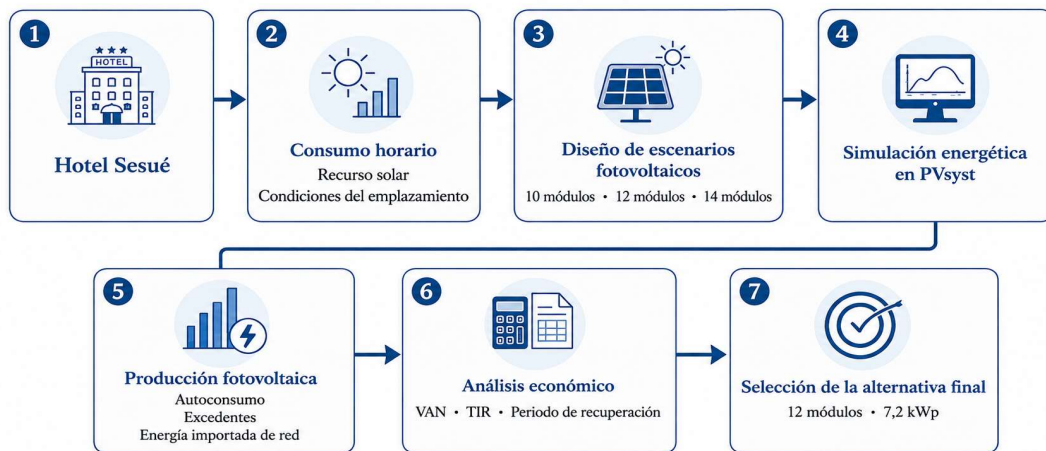 1
HOTEL
Hotel Sesué
2
Consumo horario
Recurso solar
Condiciones del emplazamiento
3
Diseño de escenarios
fotovoltaicos
10 módulos • 12 módulos • 14 módulos
4
Simulación energética
en PVsyst
5
Producción fotovoltaica
Autoconsumo
Excedentes
Energía importada de red
6
Análisis económico
VAN • TIR • Periodo de recuperación
7
Selección de la alternativa final
12 módulos • 7,2 kWp